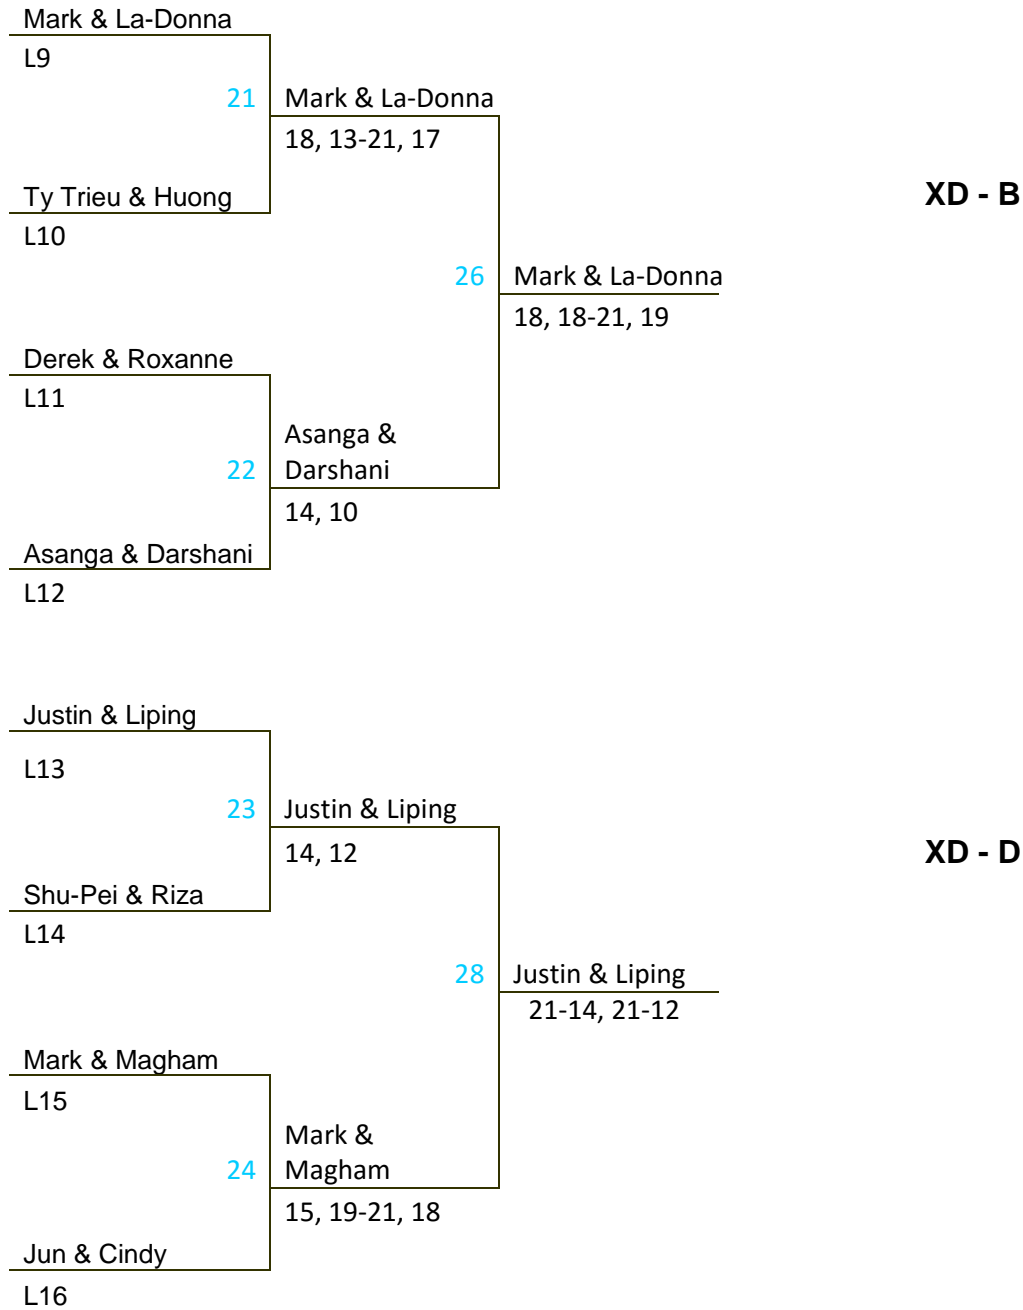 Mark & La-Donna
L9
21
Mark & La-Donna
18, 13-21, 17
Ty Trieu & Huong
L10
XD - B
26
Mark & La-Donna
18, 18-21, 19
Derek & Roxanne
L11
Asanga &
Darshani
22
14, 10
Asanga & Darshani
L12
Justin & Liping
L13
23
Justin & Liping
14, 12
XD - D
Shu-Pei & Riza
L14
28
Justin & Liping
21-14, 21-12
Mark & Magham
L15
Mark &
Magham
24
15, 19-21, 18
Jun & Cindy
L16